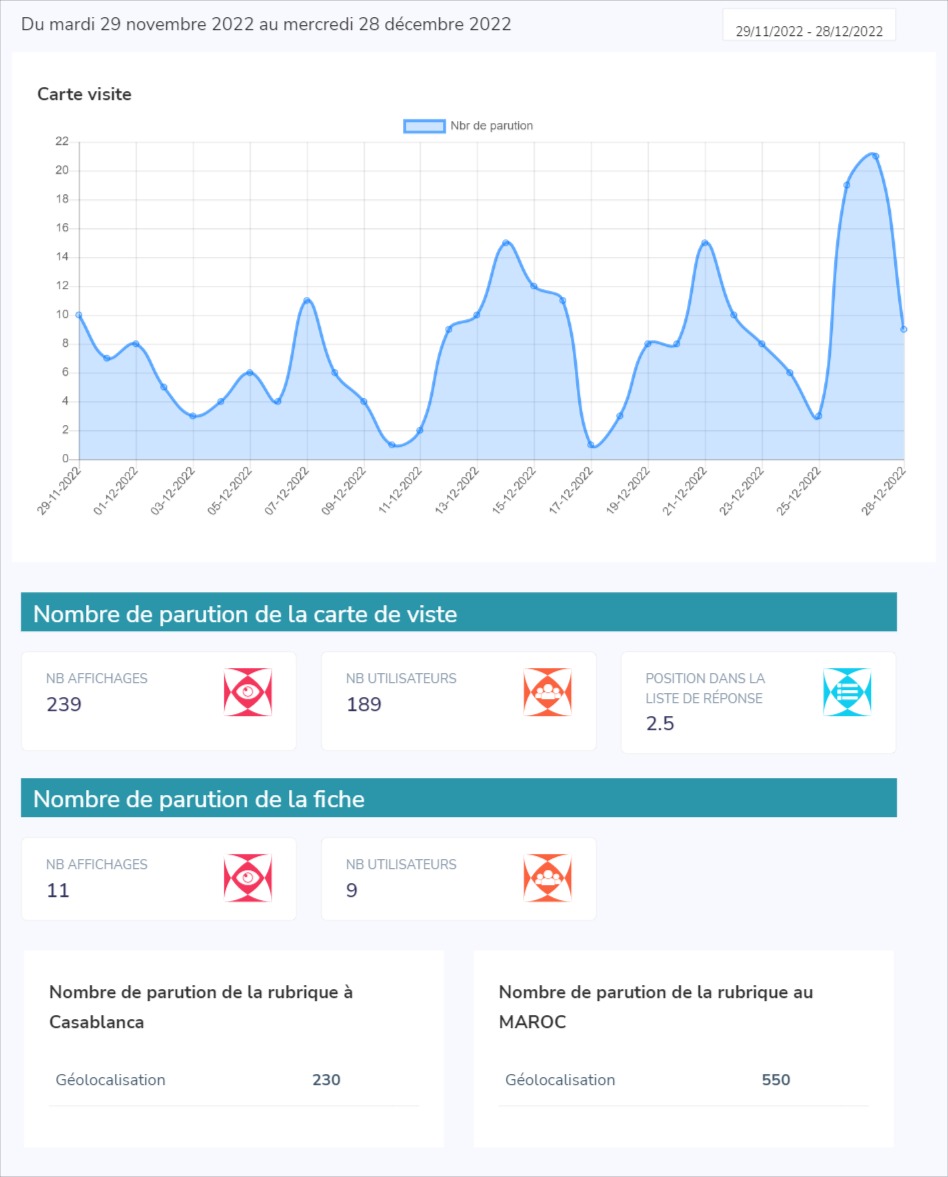 Du mardi 29 novembre 2022 au mercredi 28 décembre 2022
29/11/2022 - 28/12/2022
Carte visite
Nbr de parution
22
20
18
16
14
12
10
8
6
4
2
0
29-11-2022
01-12-2022
03-12-2022
05-12-2022
07-12-2022
09-12-2022
11-12-2022
13-12-2022
15-12-2022
17-12-2022
19-12-2022
21-12-2022
23-12-2022
25-12-2022
28-12-2022
Nombre de parution de la carte de viste
NB AFFICHAGES
239
NB UTILISATEURS
189
POSITION DANS LA
LISTE DE RÉPONSE
2.5
Nombre de parution de la fiche
NB AFFICHAGES
11
NB UTILISATEURS
9
Nombre de parution de la rubrique à
Casablanca
Géolocalisation 230
Nombre de parution de la rubrique au
MAROC
Géolocalisation 550